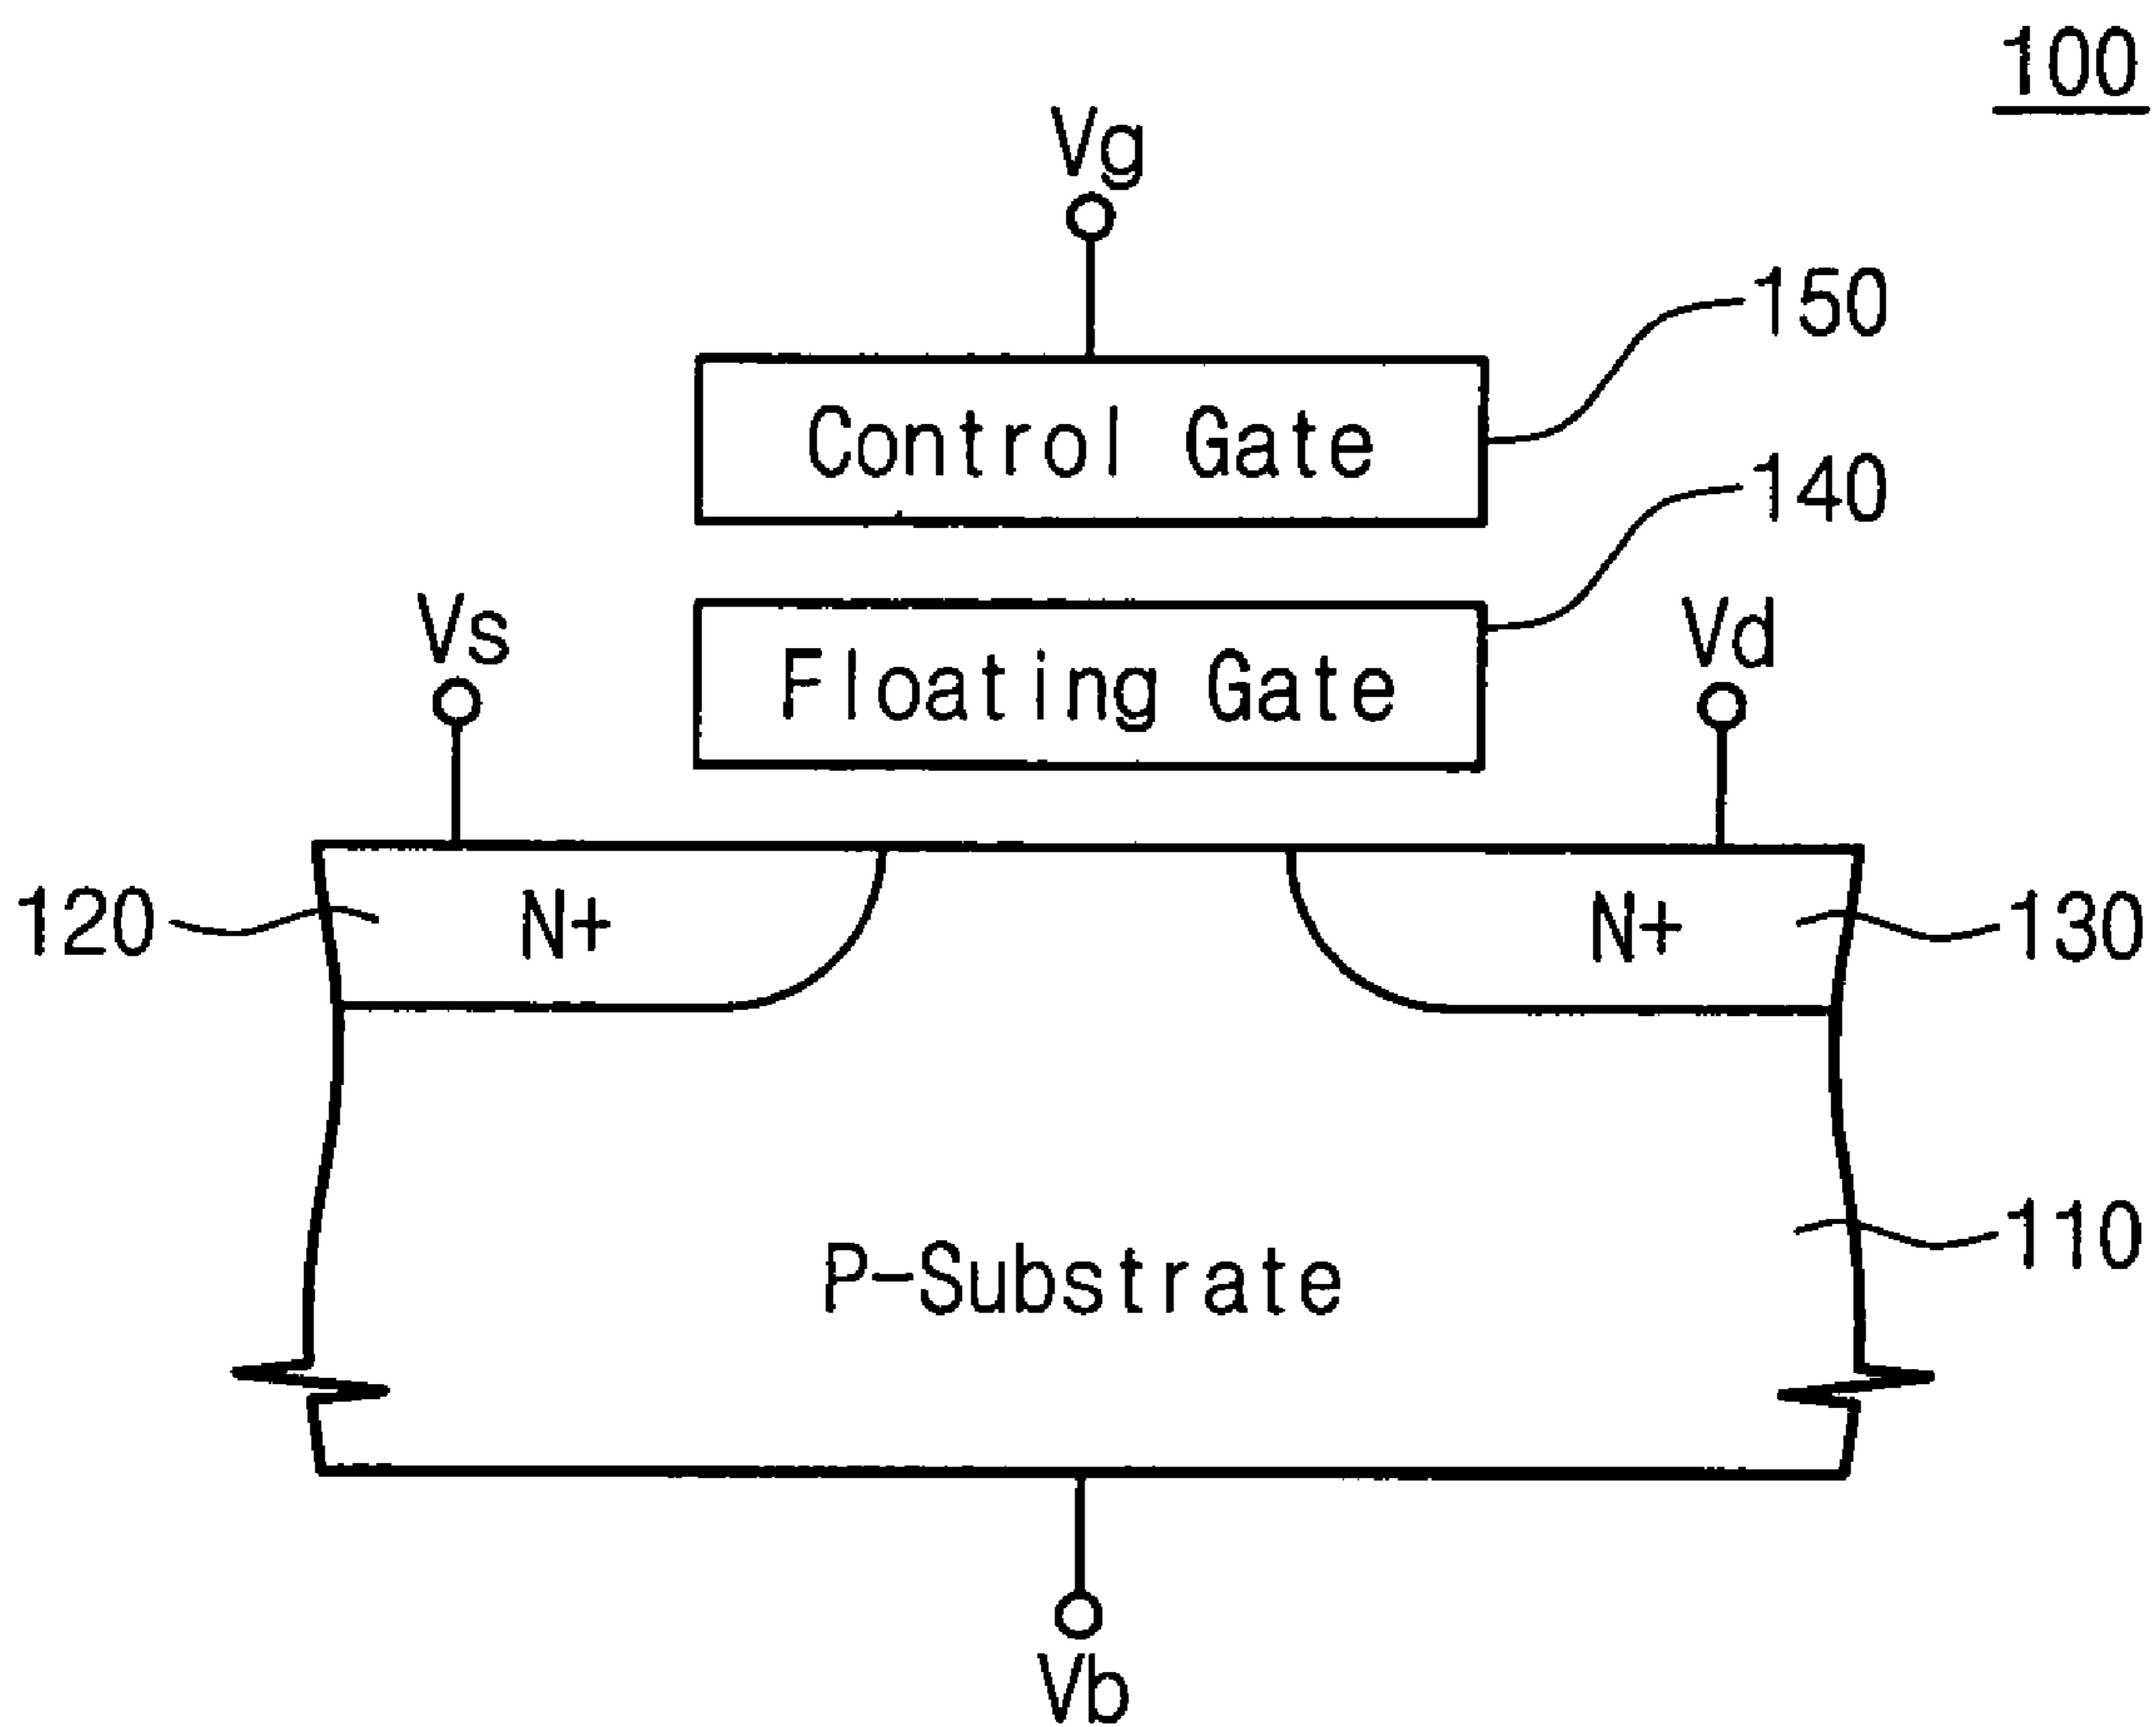 100
Vg
150
Control Gate
140
Vs
Vd
Floating Gate
120
N+
N+
130
110
P-Substrate
Vb